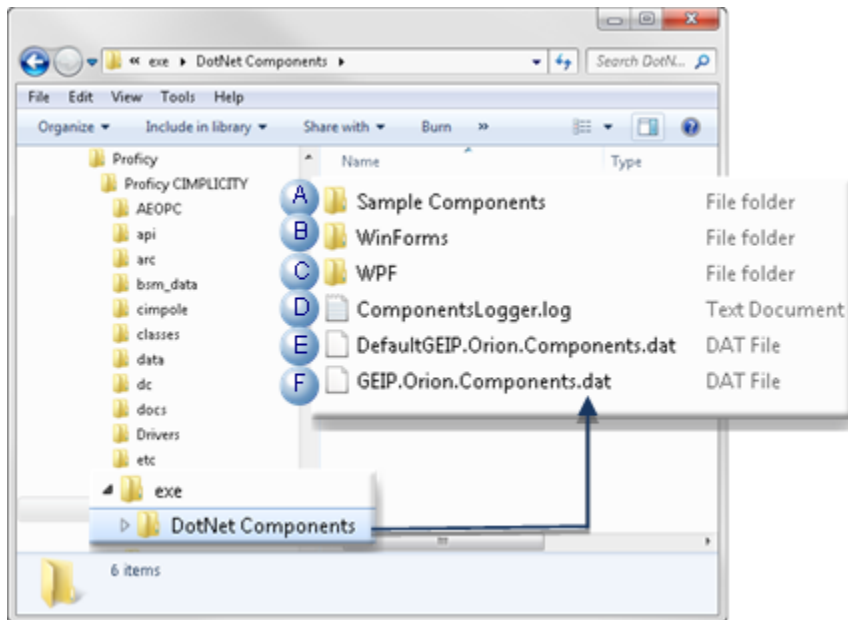 « exe ▸ DotNet Components ▸
Search DotN...
File Edit View Tools Help
Organize Include in library Share with Burn »
Proficy
Proficy CIMPLICITY
AEOPC
api
arc
bsm_data
cimpole
classes
data
dc
docs
Drivers
etc
exe
DotNet Components
Name Type
A Sample Components File folder
B WinForms File folder
C WPF File folder
D ComponentsLogger.log Text Document
E DefaultGEIP.Orion.Components.dat DAT File
F GEIP.Orion.Components.dat DAT File
6 items